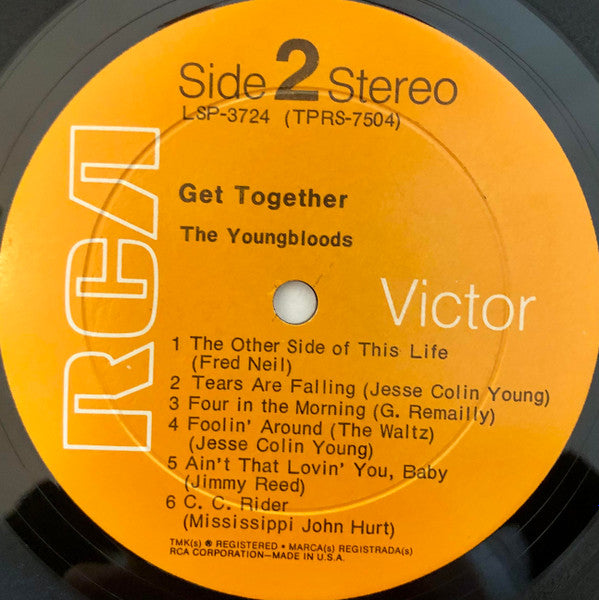 Side 2 Stereo
LSP-3724 (TPRS-7504)
RCA
Get Together
The Youngbloods
Victor
1 The Other Side of This Life
(Fred Neil)
2 Tears Are Falling (Jesse Colin Young)
3 Four in the Morning (G. Remailly)
4 Foolin' Around (The Waltz)
(Jesse Colin Young)
5 Ain't That Lovin' You, Baby
(Jimmy Reed)
6 C. C. Rider
(Mississippi John Hurt)
TMK(s) ® REGISTERED • MARCA(s) REGISTRADA(s)
RCA CORPORATION—MADE IN U.S.A.